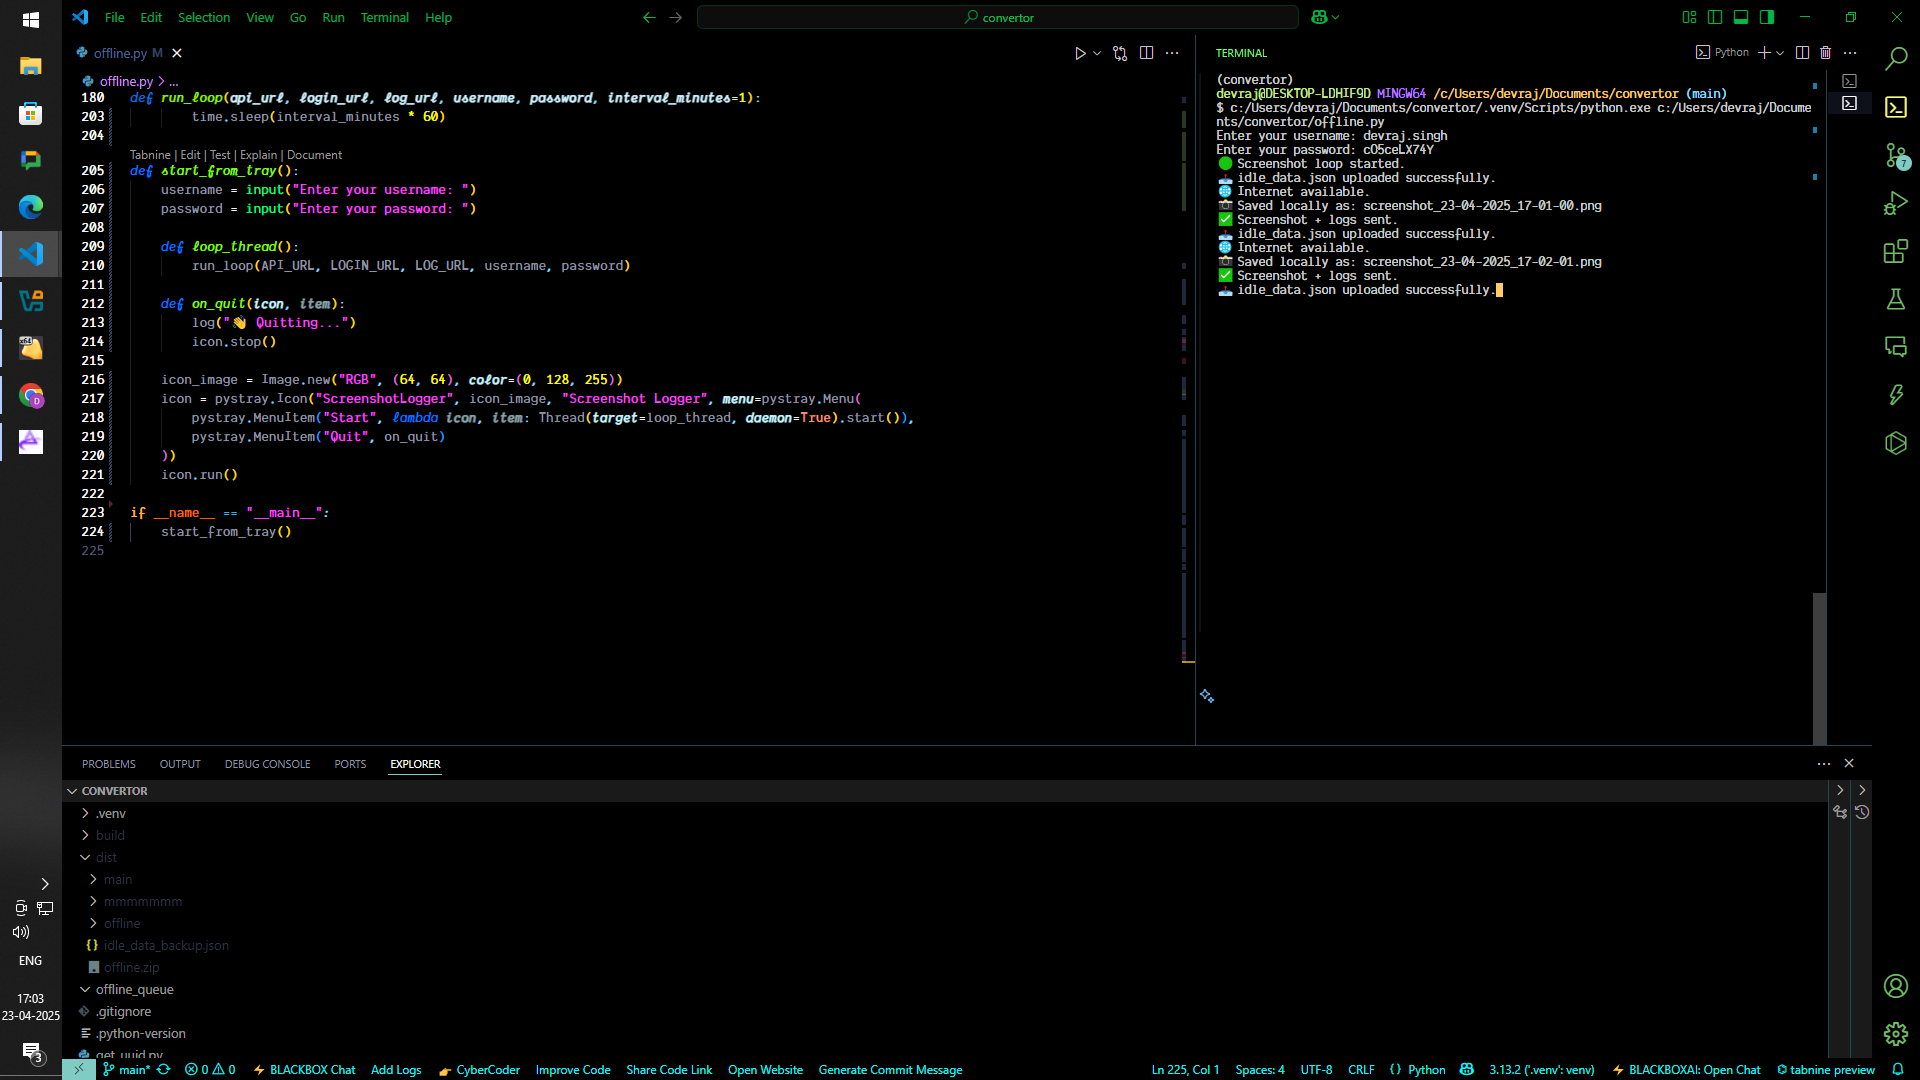 File Edit Selection View Go Run Terminal Help
convertor
offline.py M
offline.py > ...
180 def run_loop(api_url, login_url, log_url, username, password, interval_minutes=1):
203 time.sleep(interval_minutes * 60)
204
Tabnine | Edit | Test | Explain | Document
205 def start_from_tray():
206 username = input("Enter your username: ")
207 password = input("Enter your password: ")
208
209 def loop_thread():
210 run_loop(API_URL, LOGIN_URL, LOG_URL, username, password)
211
212 def on_quit(icon, item):
213 log("👋 Quitting...")
214 icon.stop()
215
216 icon_image = Image.new("RGB", (64, 64), color=(0, 128, 255))
217 icon = pystray.Icon("ScreenshotLogger", icon_image, "Screenshot Logger", menu=pystray.Menu(
218 pystray.MenuItem("Start", lambda icon, item: Thread(target=loop_thread, daemon=True).start()),
219 pystray.MenuItem("Quit", on_quit)
220 ))
221 icon.run()
222
223 if __name__ == "__main__":
224 start_from_tray()
225
TERMINAL
Python
(convertor)
devraj@DESKTOP-LDHIF9D MINGW64 /c/Users/devraj/Documents/convertor (main)
$ c:/Users/devraj/Documents/convertor/.venv/Scripts/python.exe c:/Users/devraj/Docume
nts/convertor/offline.py
Enter your username: devraj.singh
Enter your password: cO5ceLX74Y
Screenshot loop started.
idle_data.json uploaded successfully.
Internet available.
Saved locally as: screenshot_23-04-2025_17-01-00.png
Screenshot + logs sent.
idle_data.json uploaded successfully.
Internet available.
Saved locally as: screenshot_23-04-2025_17-02-01.png
Screenshot + logs sent.
idle_data.json uploaded successfully.
7
PROBLEMS OUTPUT DEBUG CONSOLE PORTS EXPLORER
CONVERTOR
.venv
build
dist
main
mmmmmmm
offline
idle_data_backup.json
offline.zip
offline_queue
.gitignore
.python-version
get_uuid.py
ENG
17:03
23-04-2025
3
main* 0 0 BLACKBOX Chat Add Logs CyberCoder Improve Code Share Code Link Open Website Generate Commit Message
Ln 225, Col 1 Spaces: 4 UTF-8 CRLF {} Python 3.13.2 ('.venv': venv) BLACKBOXAI: Open Chat tabnine preview